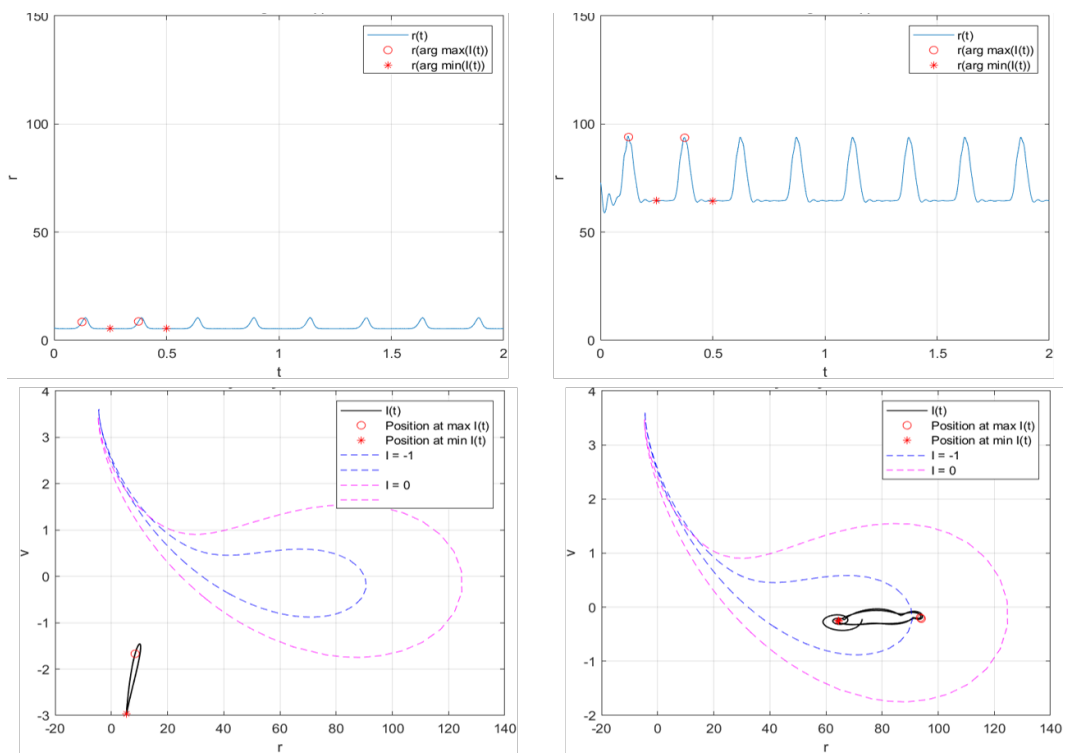 150
100
50
0
r
0 0.5 1 1.5 2
t
r(t)
r(arg max(I(t))
r(arg min(I(t))
150
100
50
0
r
0 0.5 1 1.5 2
t
r(t)
r(arg max(I(t))
r(arg min(I(t))
4
3
2
1
0
-1
-2
-3
v
-20 0 20 40 60 80 100 120 140
r
I(t)
Position at max I(t)
Position at min I(t)
I = -1
I = 0
4
3
2
1
0
-1
-2
v
-20 0 20 40 60 80 100 120 140
r
I(t)
Position at max I(t)
Position at min I(t)
I = -1
I = 0